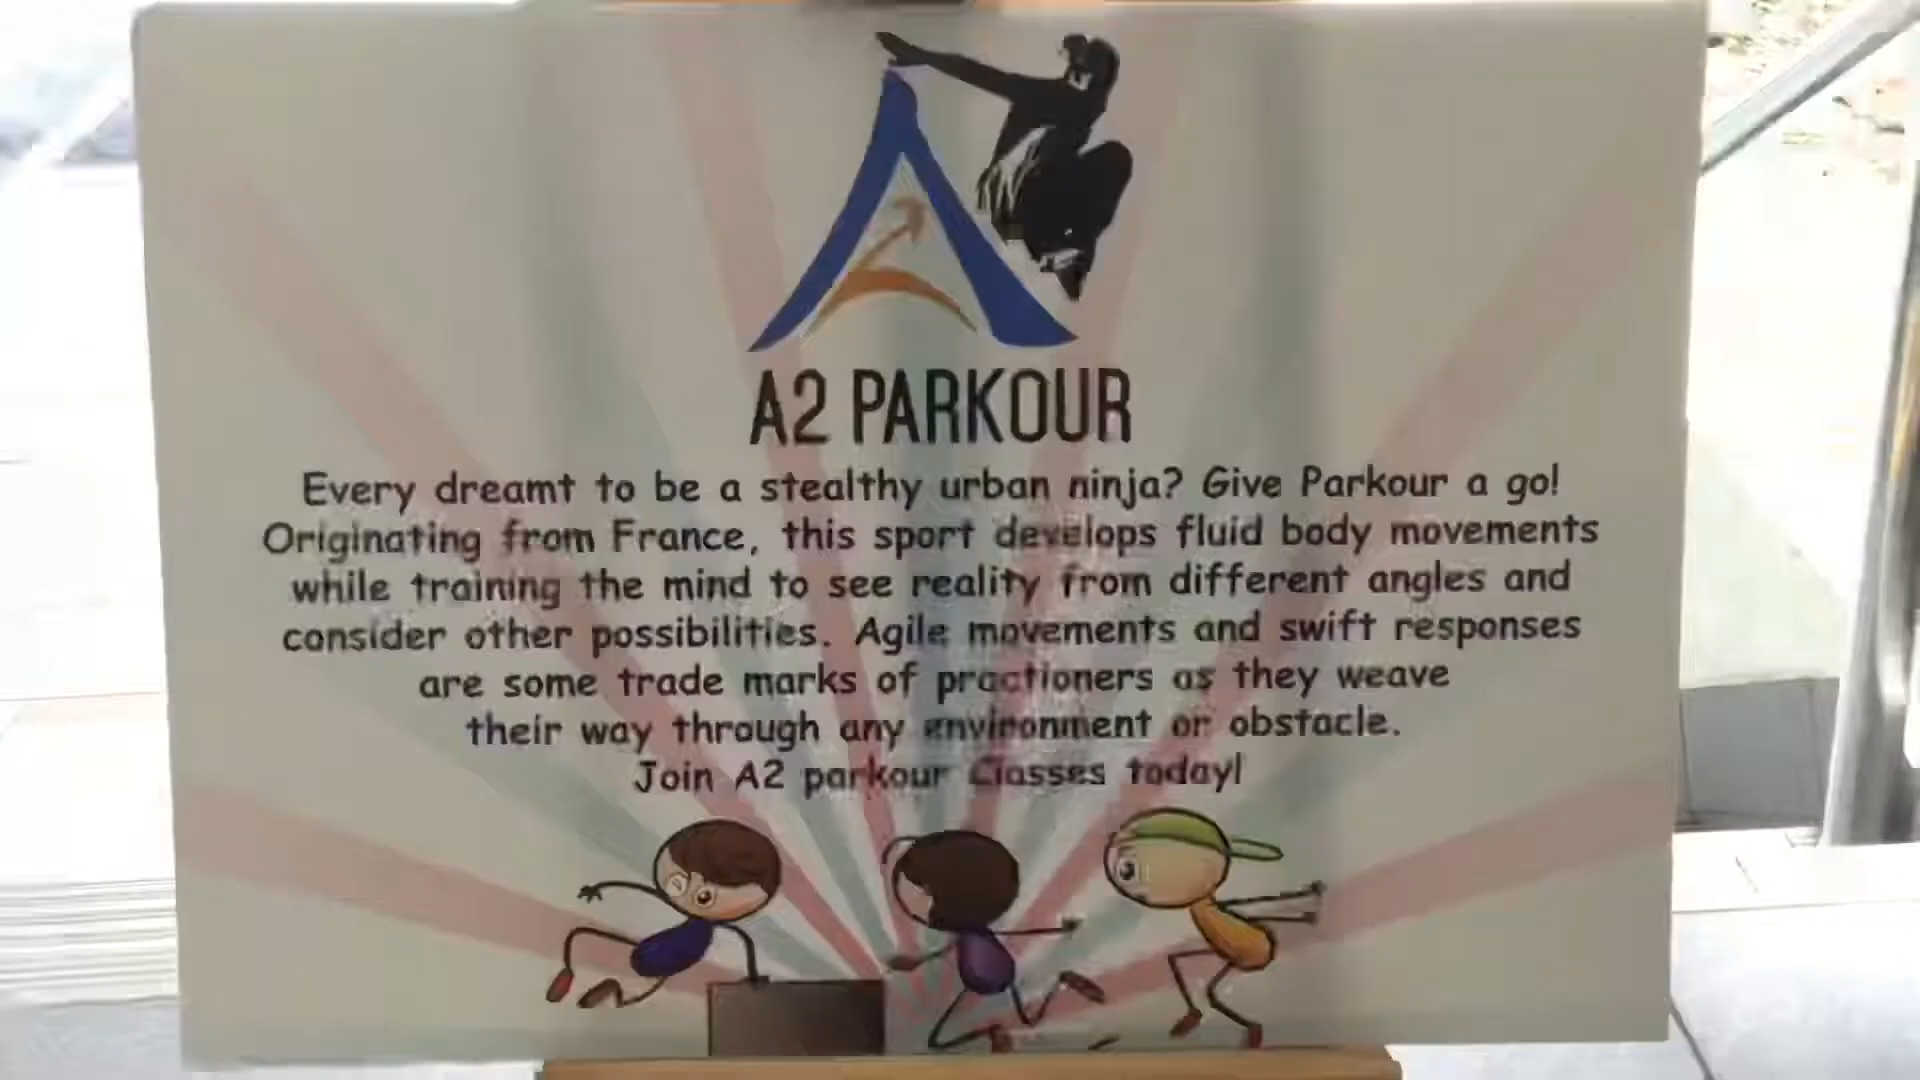 A2 PARKOUR
Every dreamt to be a stealthy urban ninja? Give Parkour a go!
Originating from France, this sport develops fluid body movements
while training the mind to see reality from different angles and
consider other possibilities. Agile movements and swift responses
are some trade marks of practioners as they weave
their way through any environment or obstacle.
Join A2 parkour Classes today!